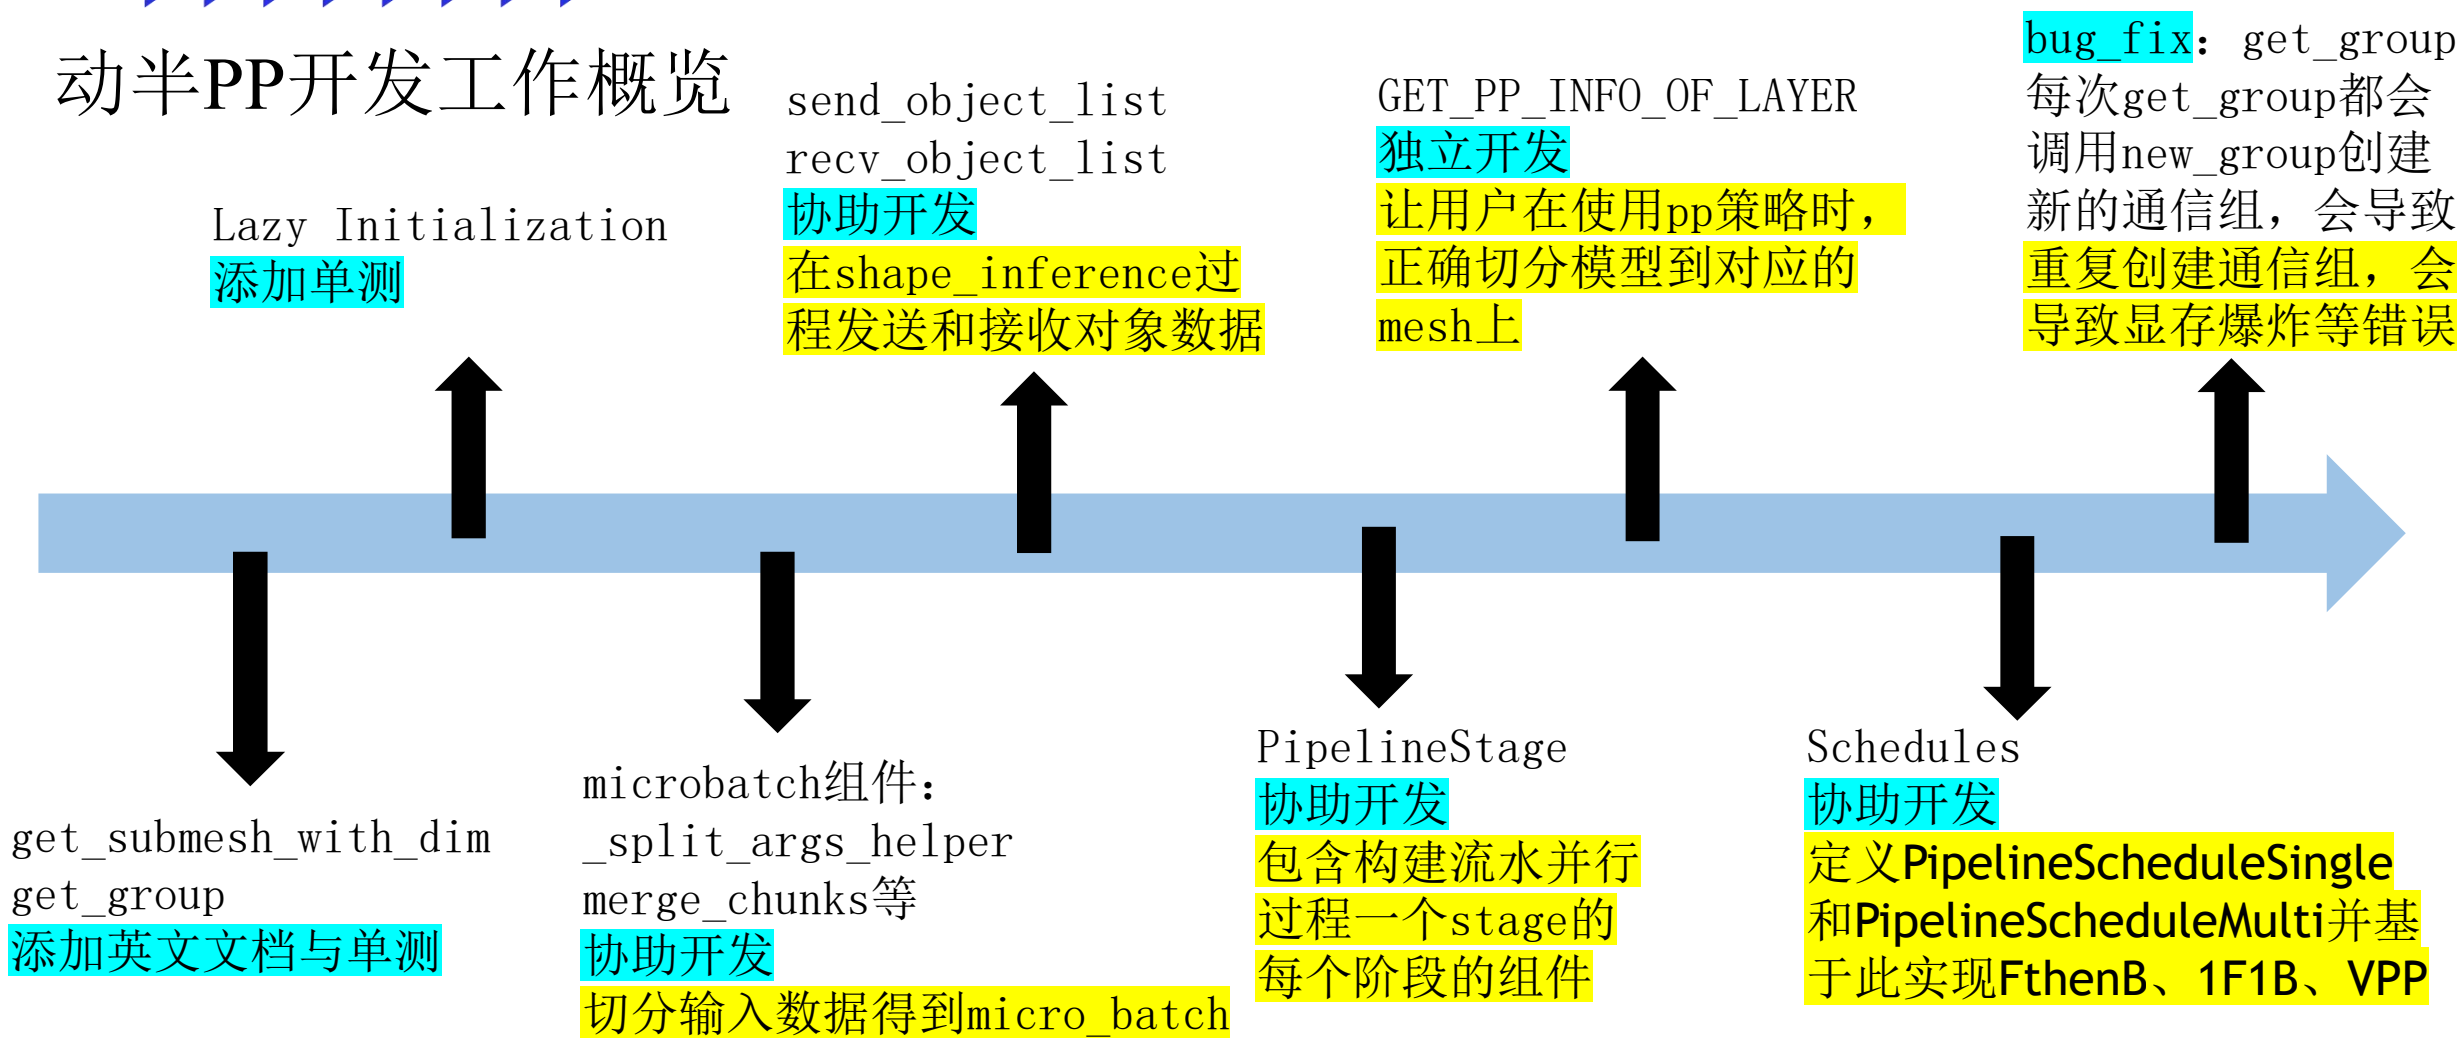 动半PP开发工作概览
Lazy Initialization
添加单测
send_object_list
recv_object_list
协助开发
在shape_inference过
程发送和接收对象数据
GET_PP_INFO_OF_LAYER
独立开发
让用户在使用pp策略时，
正确切分模型到对应的
mesh上
bug_fix：get_group
每次get_group都会
调用new_group创建
新的通信组，会导致
重复创建通信组，会
导致显存爆炸等错误
get_submesh_with_dim
get_group
添加英文文档与单测
microbatch组件：
_split_args_helper
merge_chunks等
协助开发
切分输入数据得到micro_batch
PipelineStage
协助开发
包含构建流水并行
过程一个stage的
每个阶段的组件
Schedules
协助开发
定义PipelineScheduleSingle
和PipelineScheduleMulti并基
于此实现FthenB、1F1B、VPP